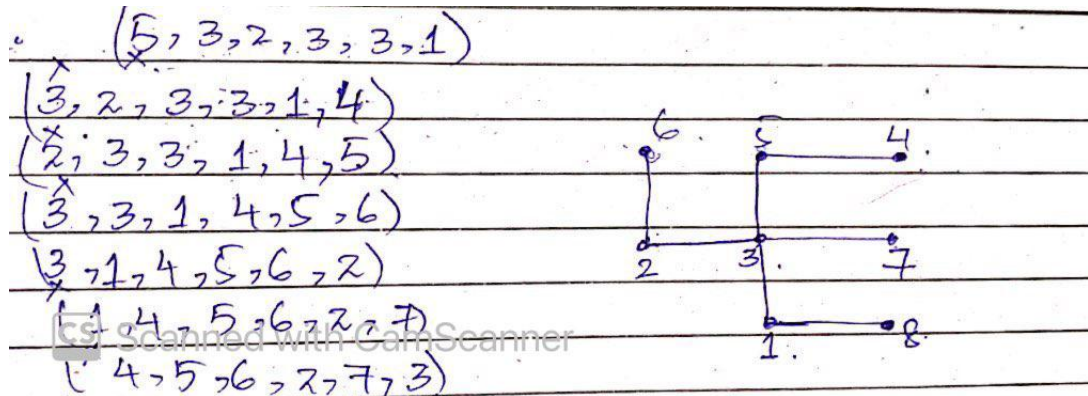 (5, 3, 2, 3, 3, 1)
(3, 2, 3, 3, 1, 4)
(2, 3, 3, 1, 4, 5)
(3, 3, 1, 4, 5, 6)
(3, 1, 4, 5, 6, 2)
(1, 4, 5, 6, 2, 7)
CS Scanned with CamScanner
(4, 5, 6, 2, 7, 3)
6 5 4
2 3 7
1 8